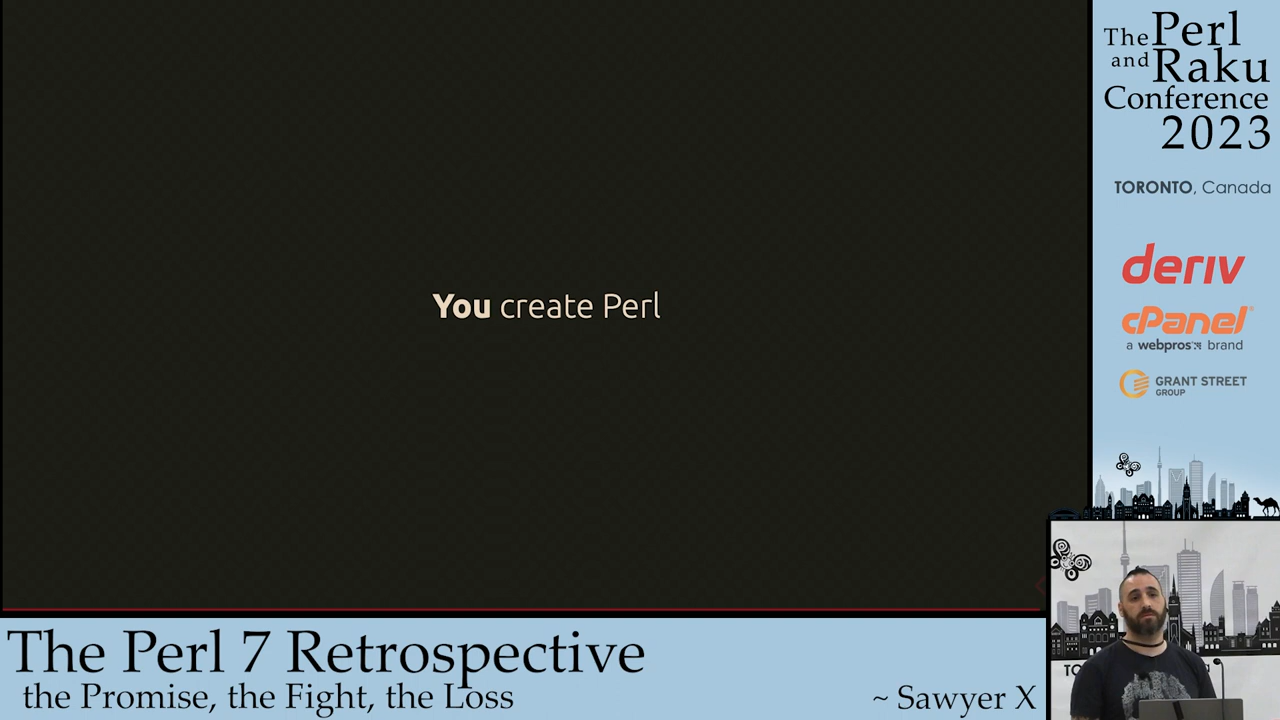 You create Perl
The Perl
and Raku
Conference
2023
TORONTO, Canada
deriv
cPanel®
a webpros brand
GRANT STREET
GROUP
TO
The Perl 7 Retrospective
the Promise, the Fight, the Loss
~ Sawyer X